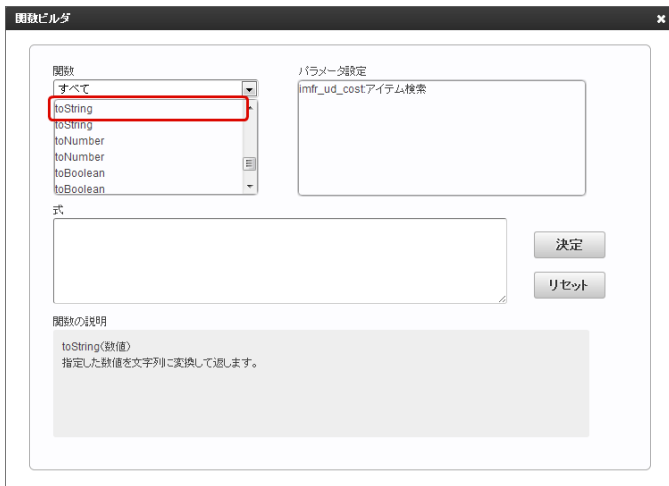 関数ビルダ
関数
パラメータ設定
すべて
imfr_ud_cost:アイテム検索
toString
toString
toNumber
toNumber
toBoolean
toBoolean
式
決定
リセット
関数の説明
toString(数値)
指定した数値を文字列に変換して返します。